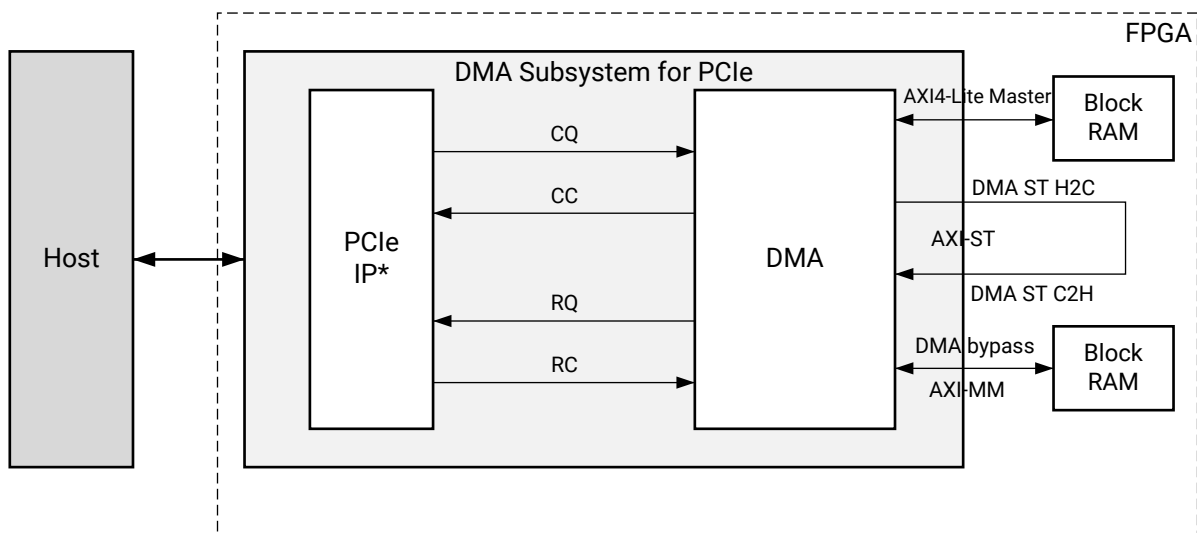 FPGA
DMA Subsystem for PCIe
AXI4-Lite Master
Block
RAM
CQ
CC
DMA ST H2C
Host
PCIe
IP*
DMA
AXI-ST
DMA ST C2H
RQ
RC
DMA bypass
AXI-MM
Block
RAM